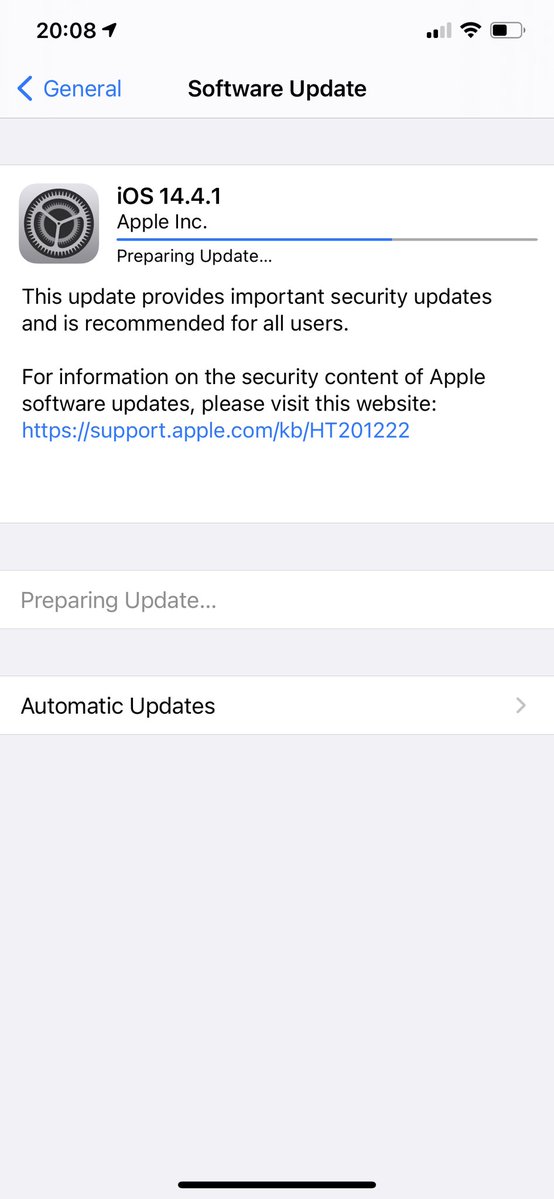 20:08
General
Software Update
iOS 14.4.1
Apple Inc.
Preparing Update...
This update provides important security updates
and is recommended for all users.
For information on the security content of Apple
software updates, please visit this website:
https://support.apple.com/kb/HT201222
Preparing Update...
Automatic Updates